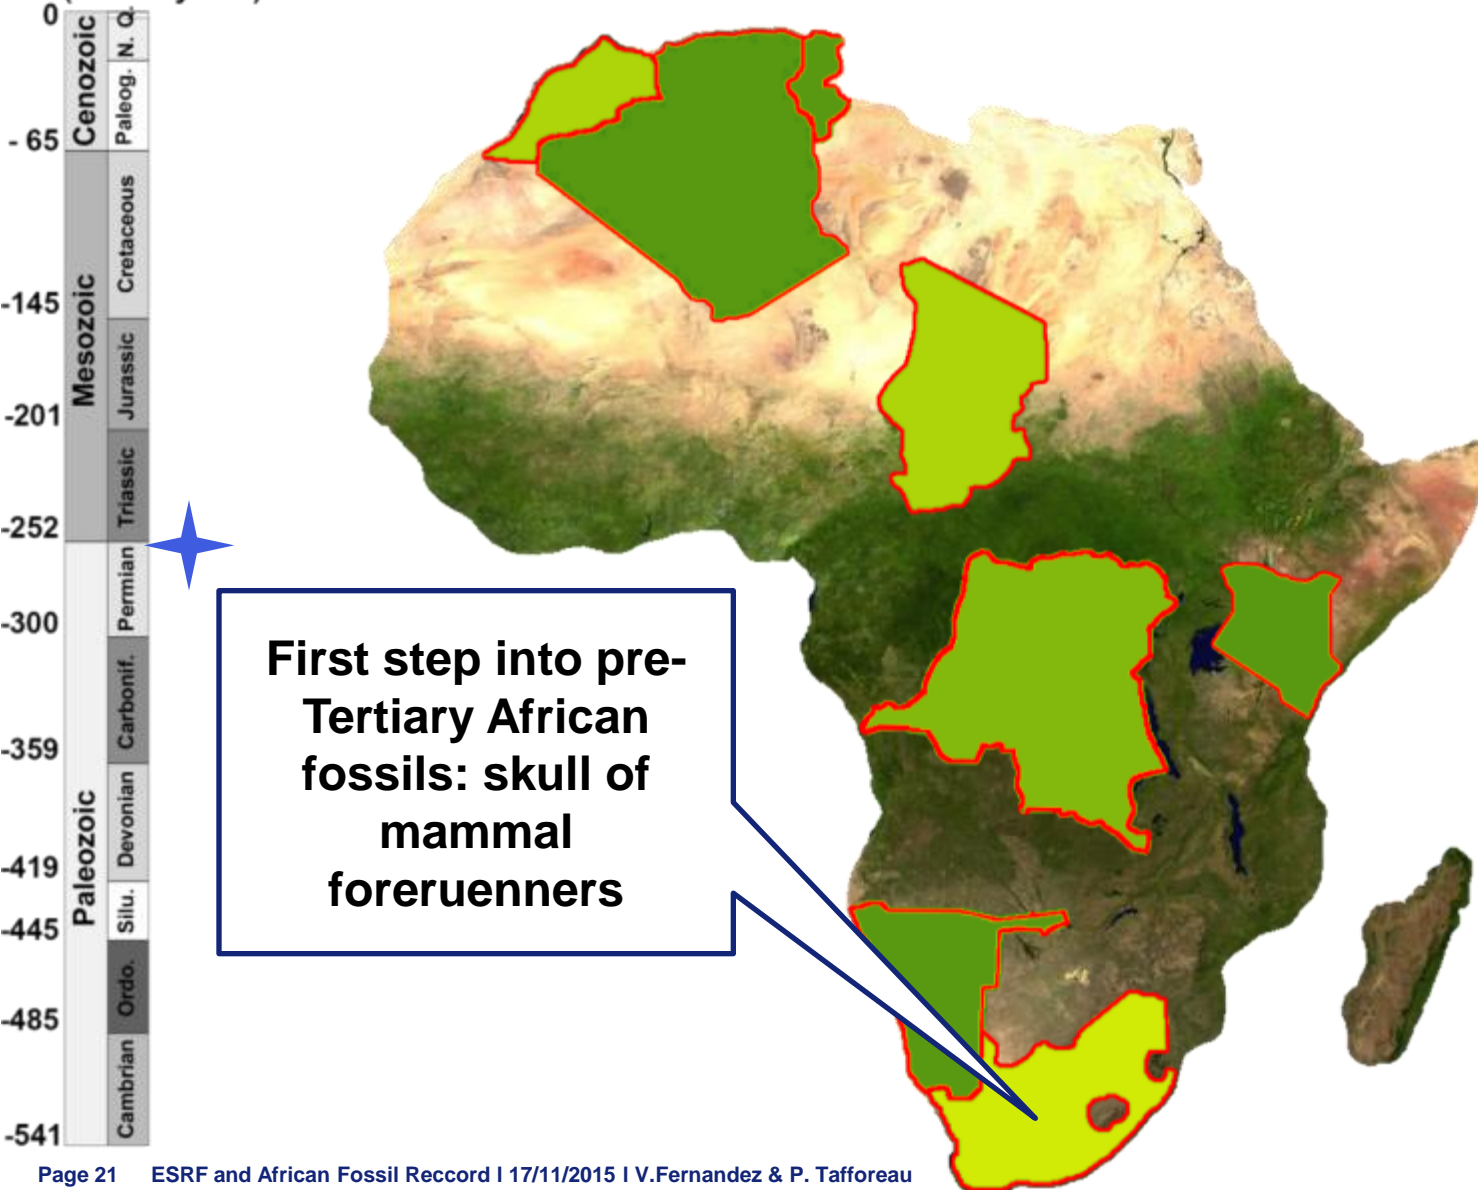 0
- 65
-145
-201
-252
-300
-359
-419
-445
-485
-541
Cenozoic
Mesozoic
Paleozoic
Q.
N.
Paleog.
Cretaceous
Jurassic
Triassic
Permian
Carbonif.
Devonian
Silu.
Ordo.
Cambrian
First step into pre-
Tertiary African
fossils: skull of
mammal
foreruenners
Page 21 ESRF and African Fossil Reccord l 17/11/2015 l V.Fernandez & P. Tafforeau